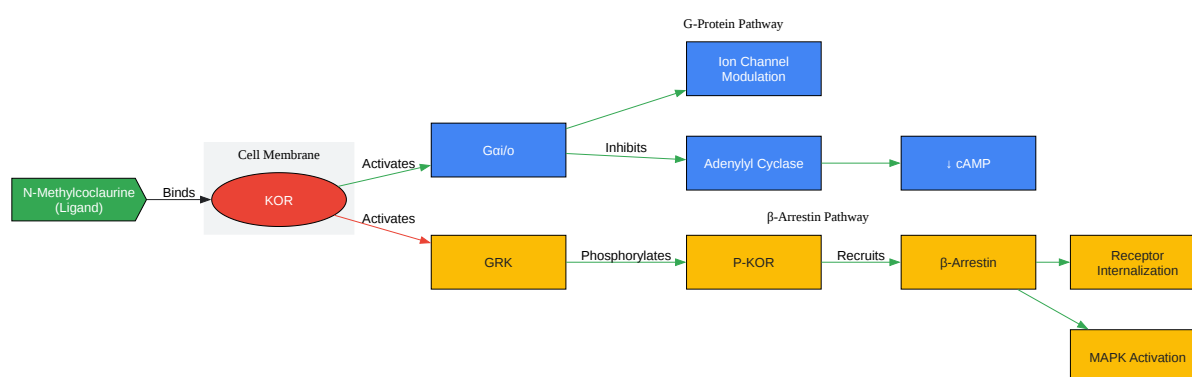 G-Protein Pathway
Ion Channel
Modulation
Cell Membrane
Activates
Gαi/o
Inhibits
Adenylyl Cyclase
↓ cAMP
N-Methylcoclaurine
(Ligand)
Binds
KOR
β-Arrestin Pathway
Activates
GRK
Phosphorylates
P-KOR
Recruits
β-Arrestin
Receptor
Internalization
MAPK Activation